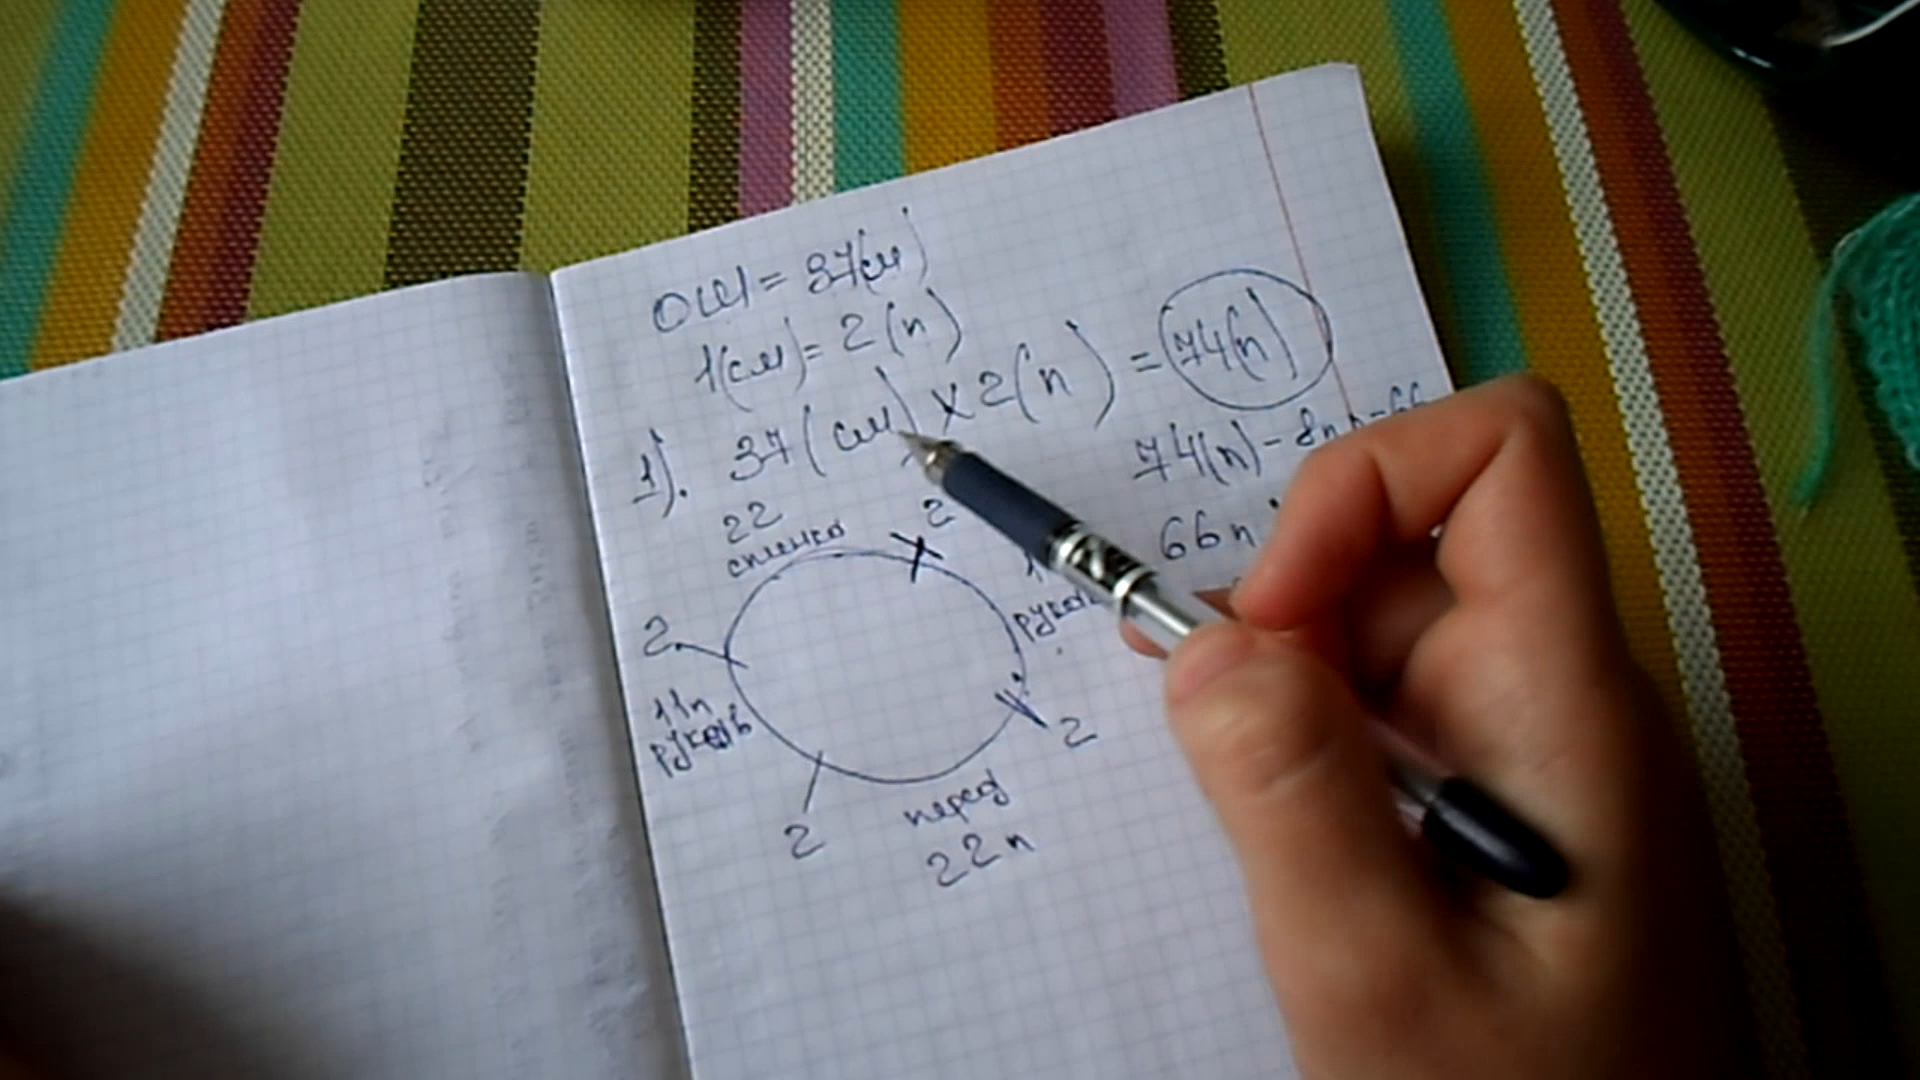 ОШ = 37(см)
1(см) = 2(п)
1). 37(см) × 2(п) = 74(п)
74(п) - 8п = 66
66п
22
спинка
2
2
рукав
11п
рукав
2
2
перед
22п